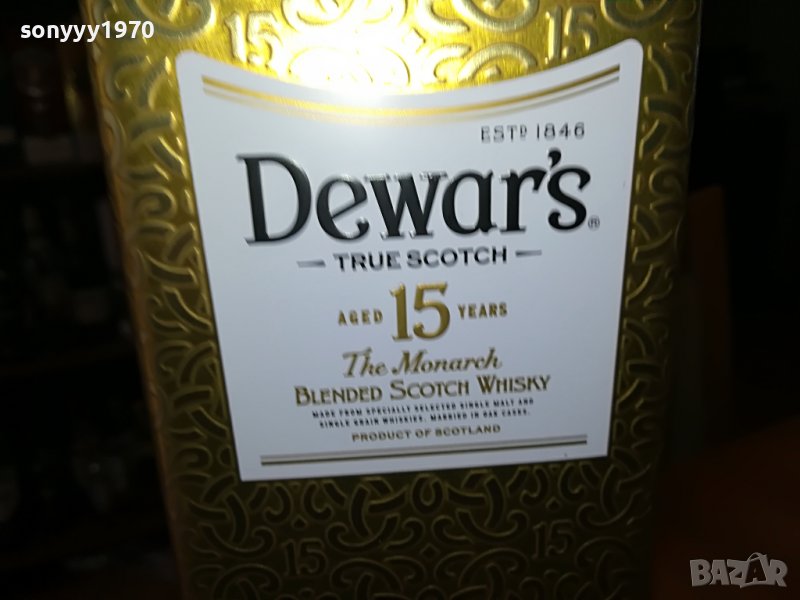 sonyyy1970
15 15
ESTD 1846
Dewar's®
TRUE SCOTCH
AGED 15 YEARS
The Monarch
BLENDED SCOTCH WHISKY
MADE FROM SPECIALLY SELECTED SINGLE MALT AND
SINGLE GRAIN WHISKIES. MARRIED IN OAK CASKS.
PRODUCT OF SCOTLAND
15 15
BAZAR